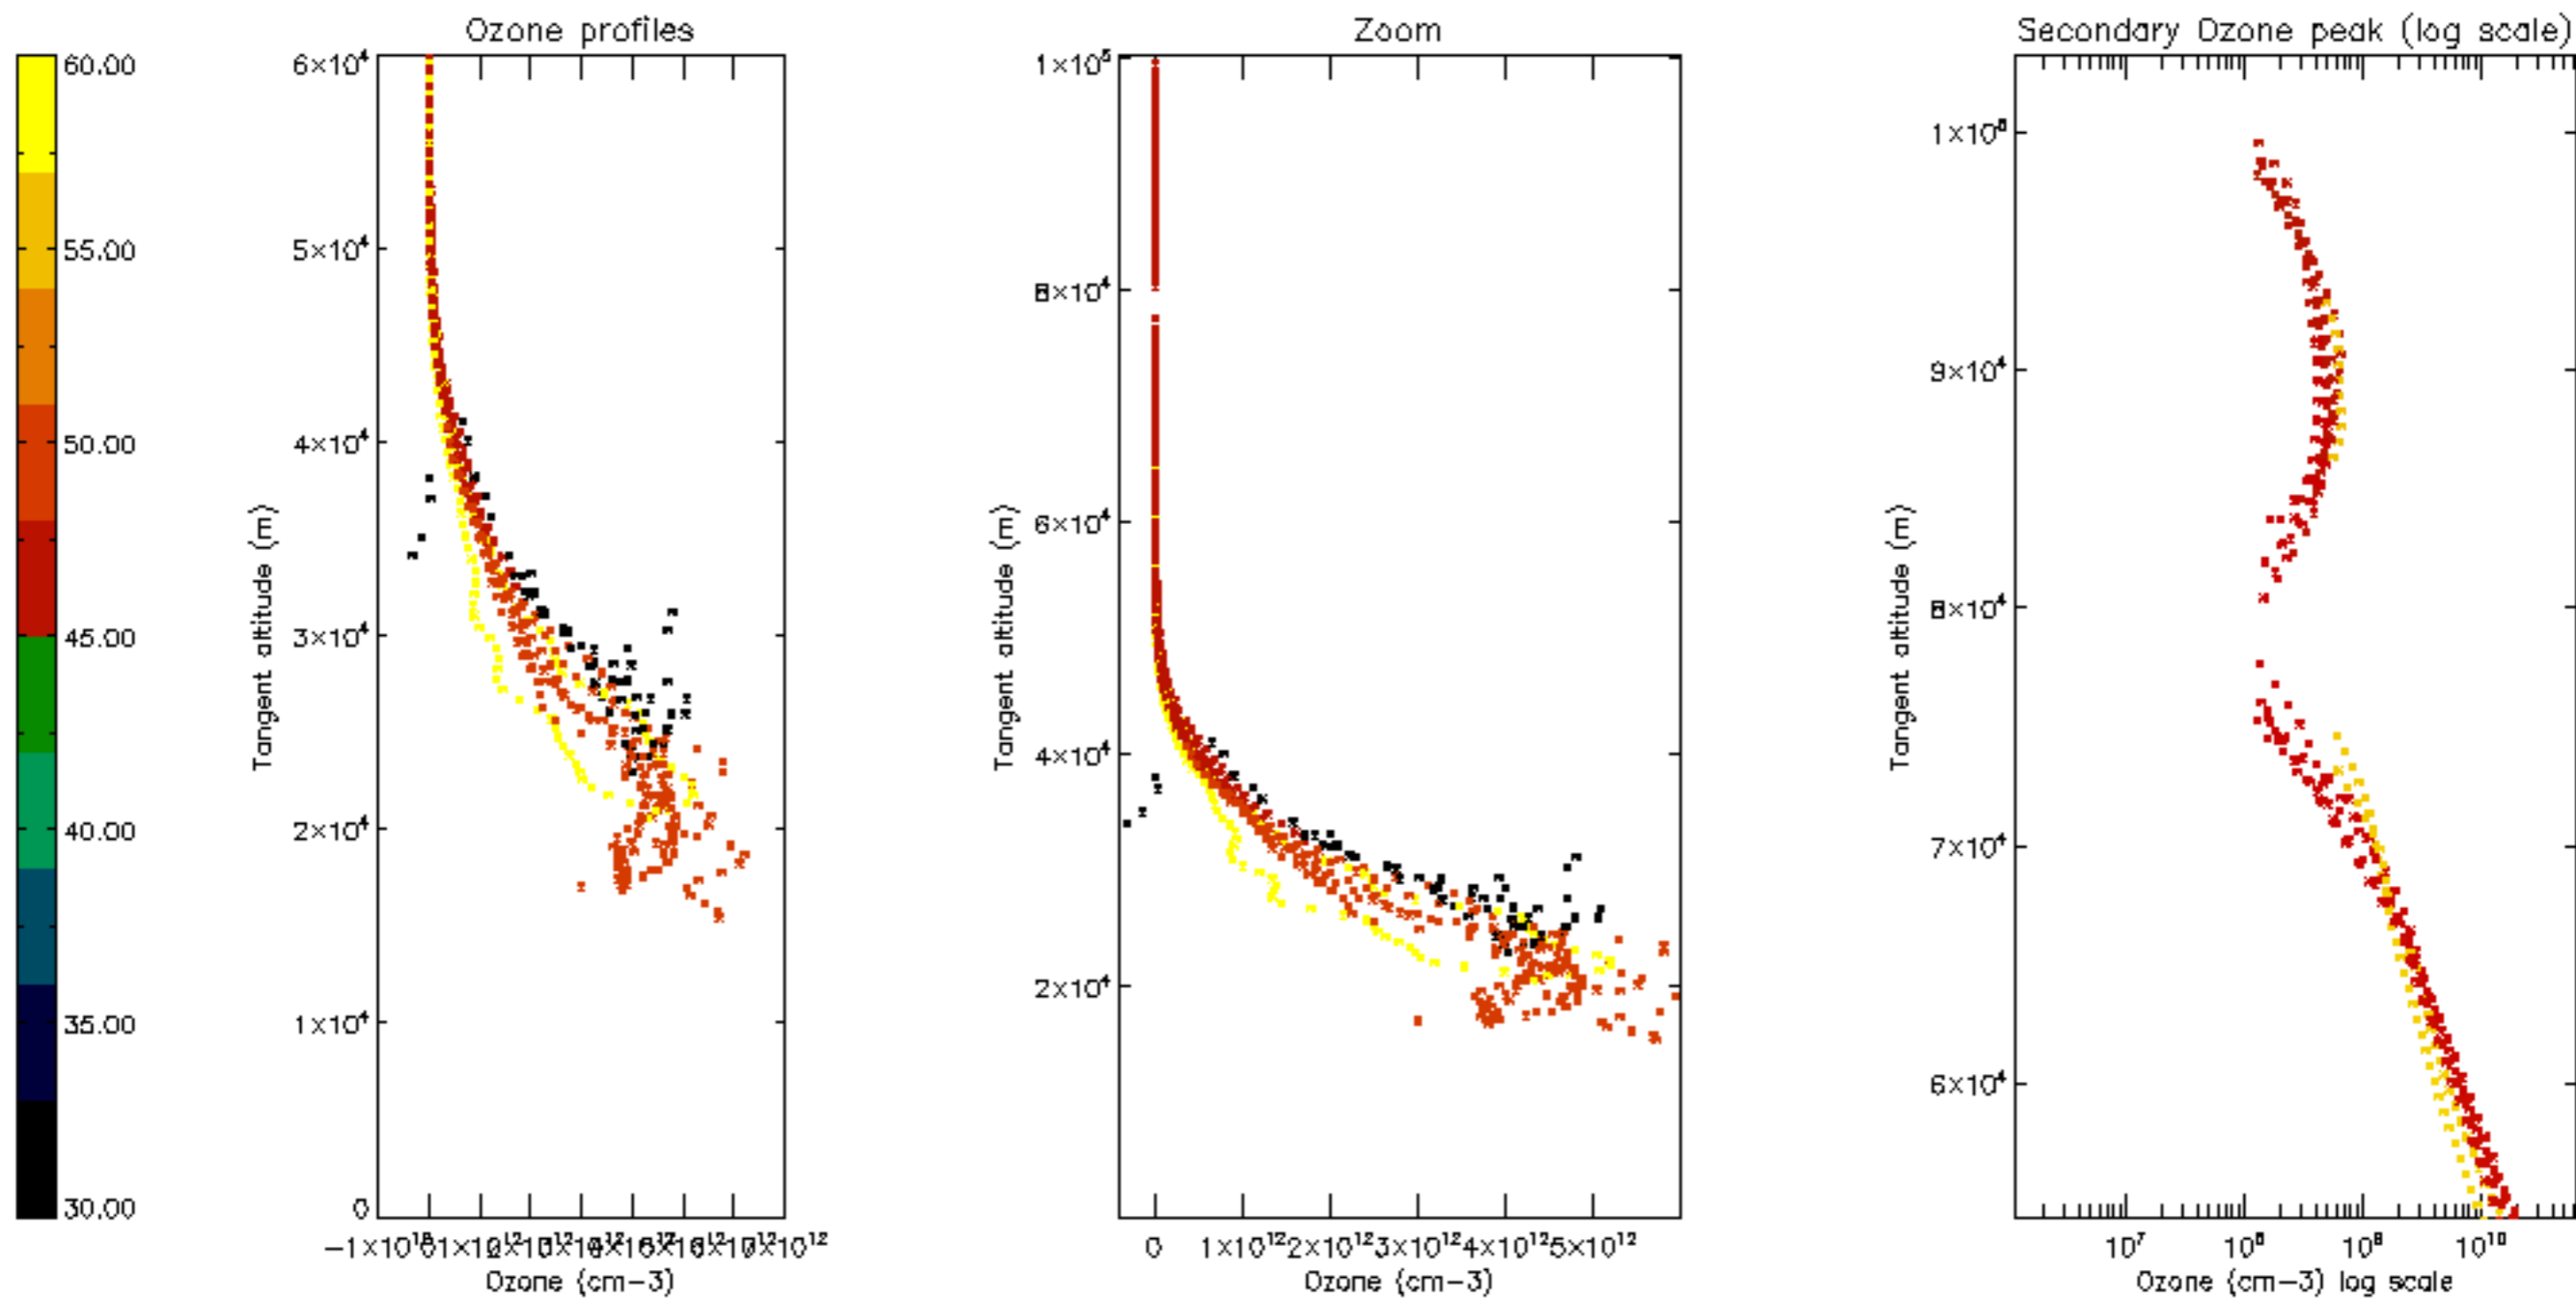 Ozone profiles
Zoom
Secondary Ozone peak (log scale)
60.00
55.00
50.00
45.00
40.00
35.00
30.00
6×10⁴
5×10⁴
4×10⁴
3×10⁴
2×10⁴
1×10⁴
0
Tangent altitude (m)
Ozone (cm-3)
1×10⁵
8×10⁴
6×10⁴
4×10⁴
2×10⁴
Tangent altitude (m)
0 1×10¹² 2×10¹² 3×10¹² 4×10¹² 5×10¹²
Ozone (cm-3)
9×10⁴
8×10⁴
7×10⁴
6×10⁴
Tangent altitude (m)
10⁷ 10⁸ 10⁹ 10¹⁰
Ozone (cm-3) log scale